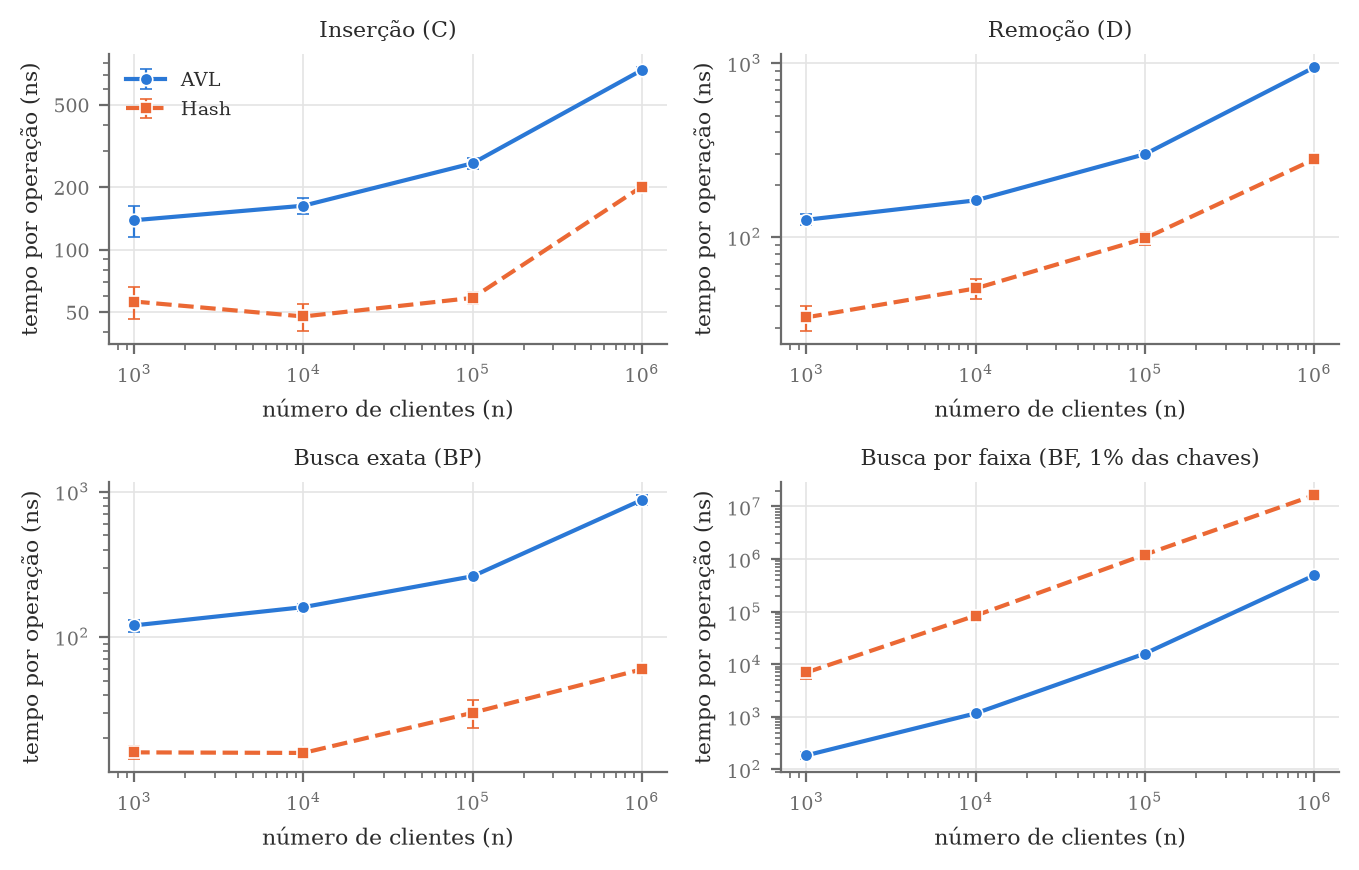 Inserção (C)
tempo por operação (ns)
500
200
100
50
AVL
Hash
10³ 10⁴ 10⁵ 10⁶
número de clientes (n)
Remoção (D)
tempo por operação (ns)
10³
10²
10³ 10⁴ 10⁵ 10⁶
número de clientes (n)
Busca exata (BP)
tempo por operação (ns)
10³
10²
10³ 10⁴ 10⁵ 10⁶
número de clientes (n)
Busca por faixa (BF, 1% das chaves)
tempo por operação (ns)
10⁷
10⁶
10⁵
10⁴
10³
10²
10³ 10⁴ 10⁵ 10⁶
número de clientes (n)